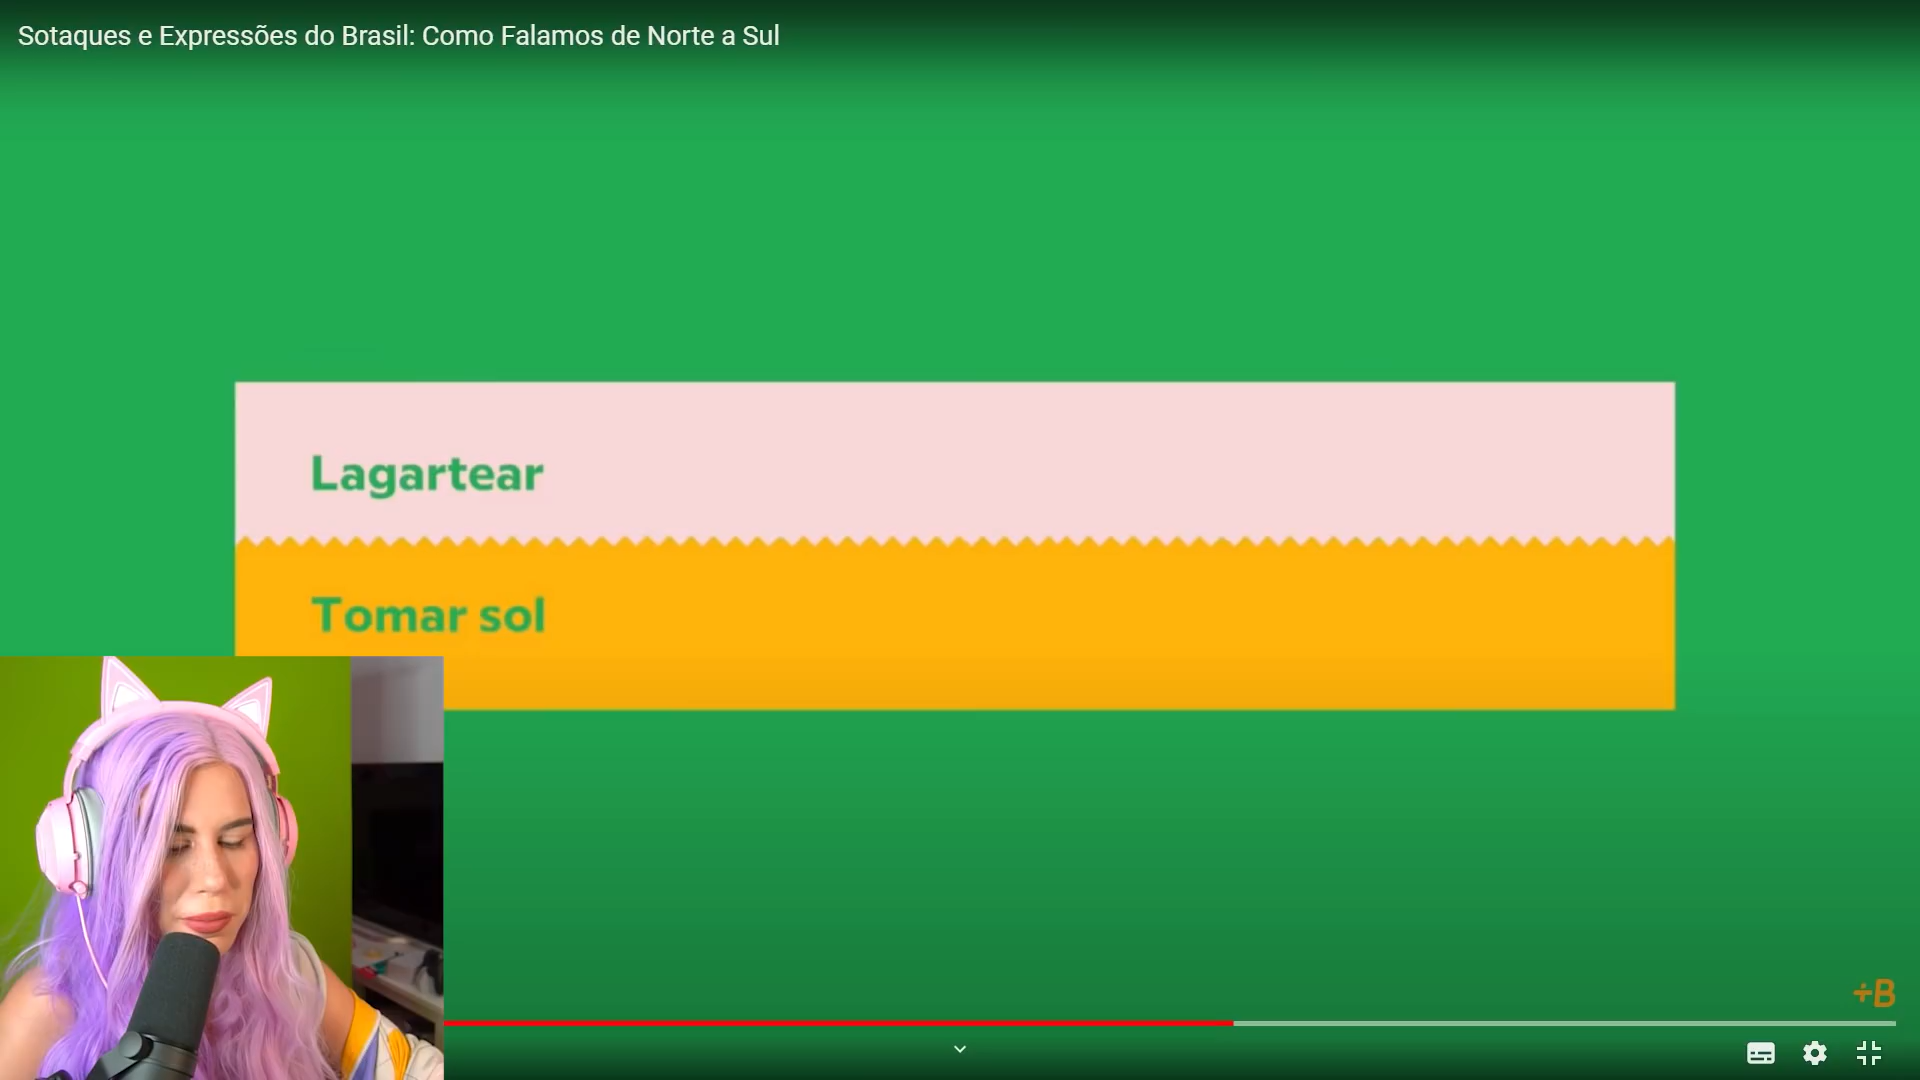 Sotaques e Expressões do Brasil: Como Falamos de Norte a Sul
Lagartear
Tomar sol
+B